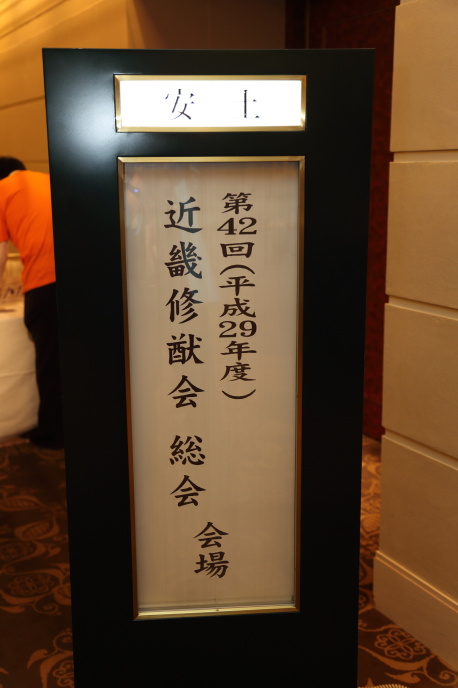 安土
第42回(平成29年度)
近畿修猷会 総会
会場